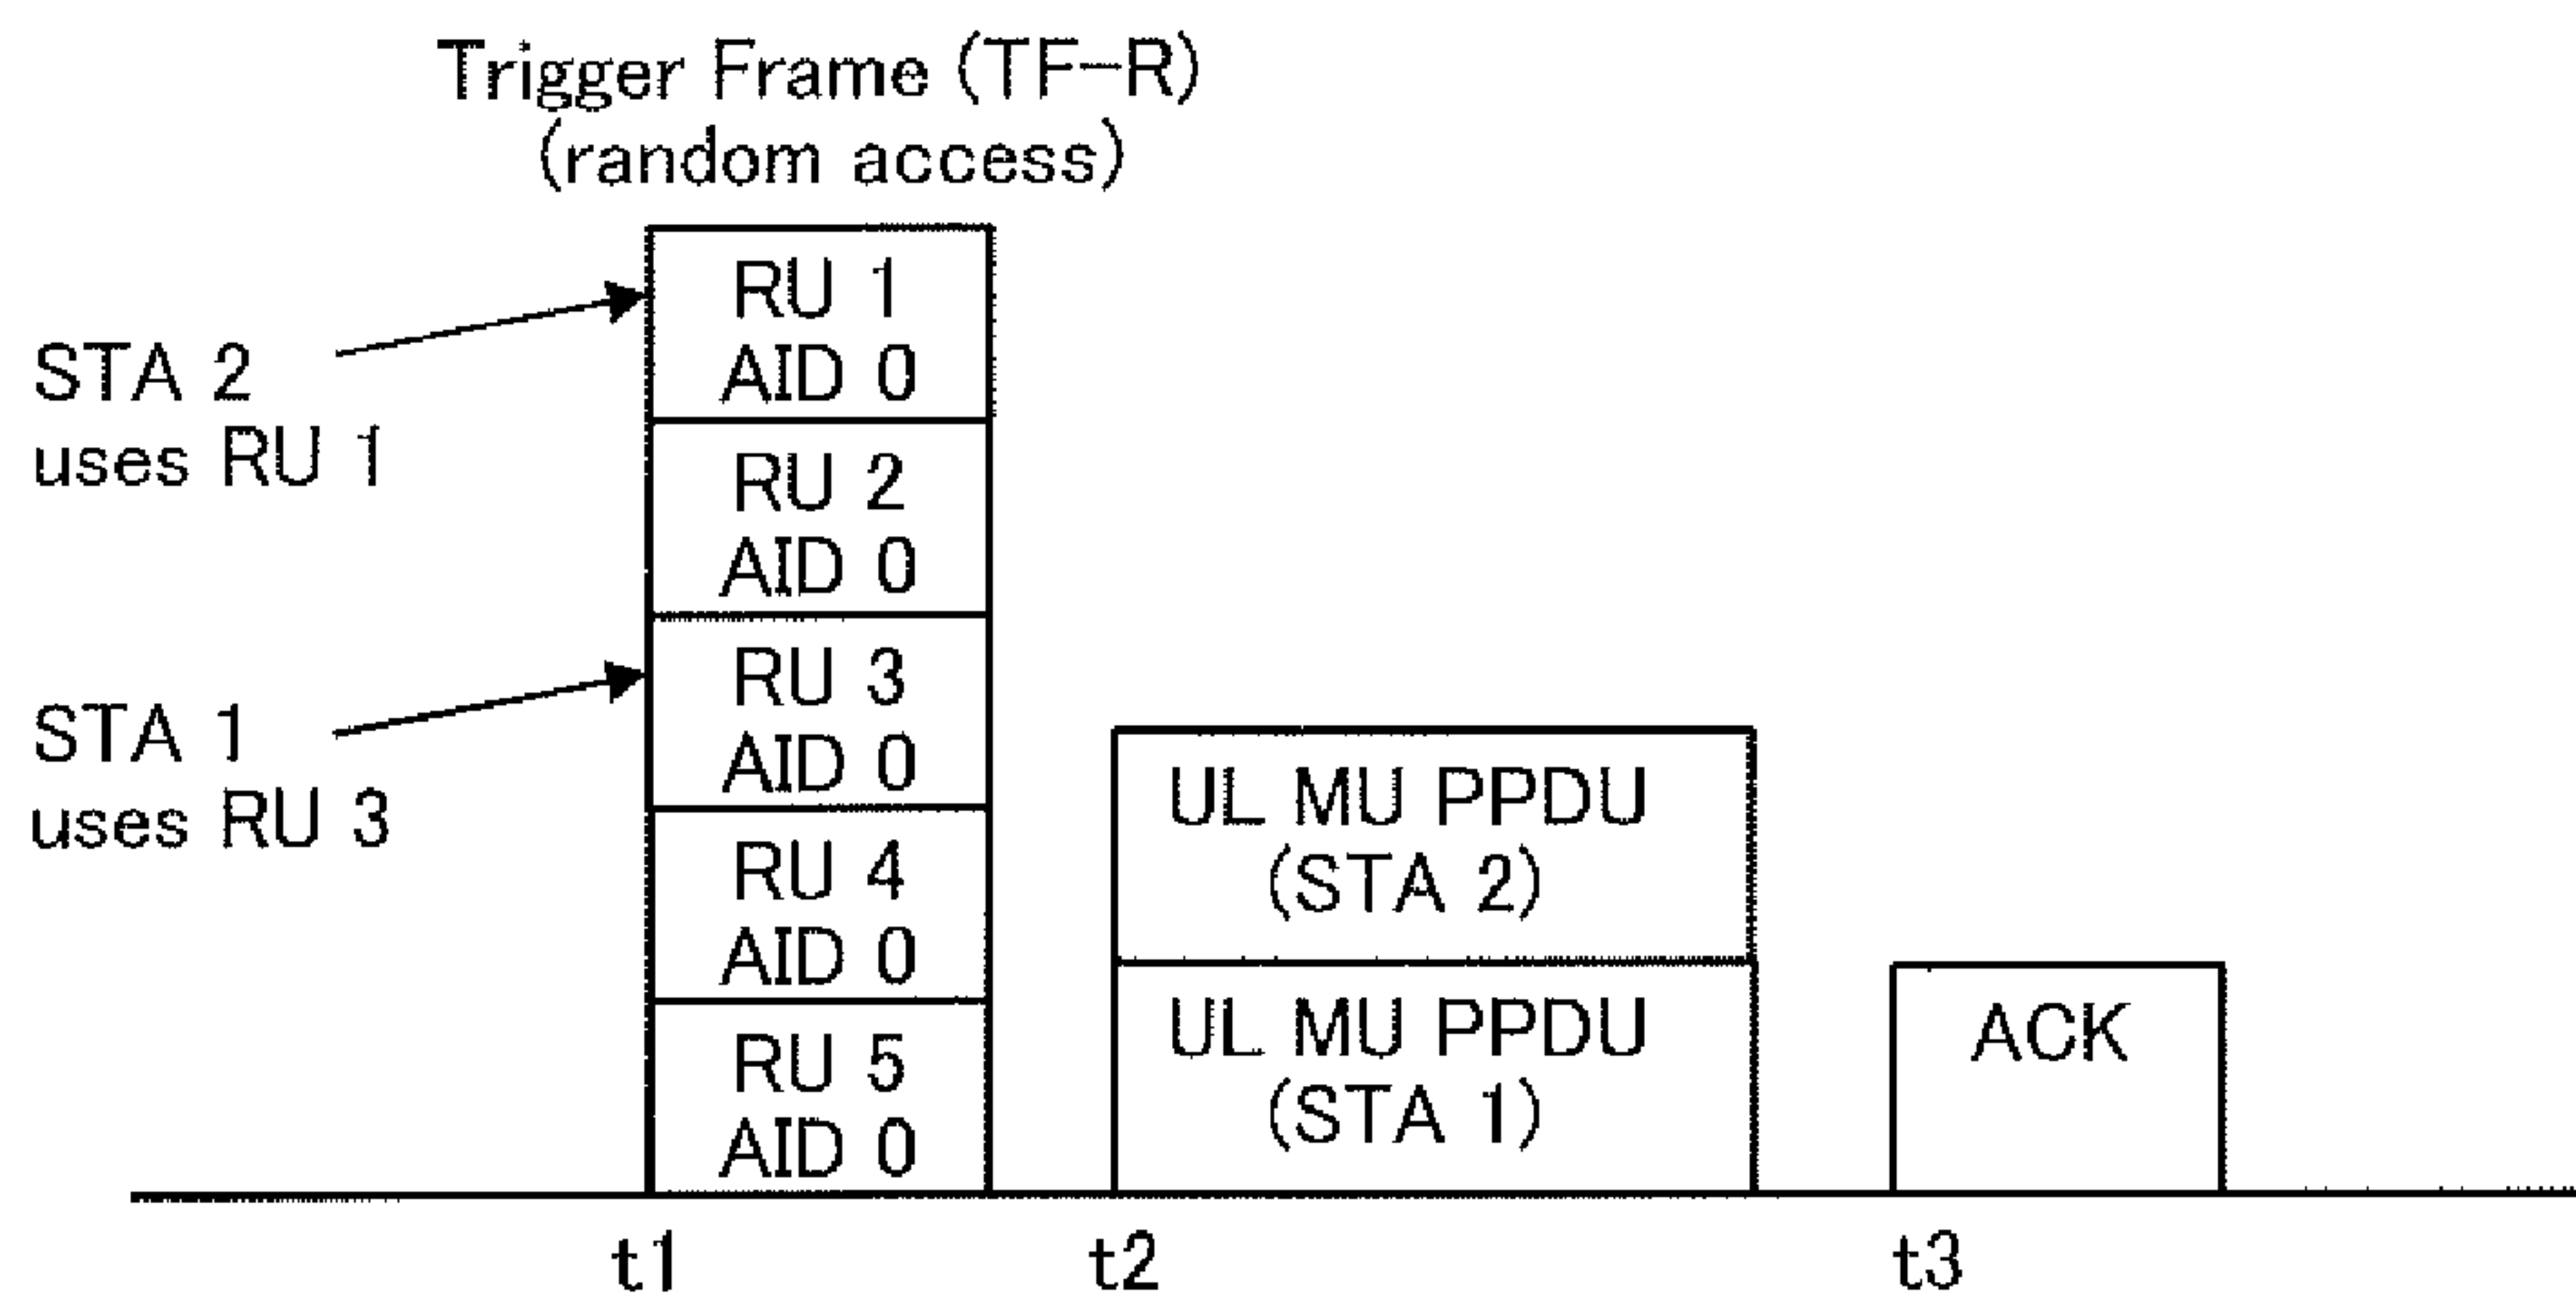 Trigger Frame (TF-R)
(random access)
STA 2
uses RU 1
STA 1
uses RU 3
RU 1
AID 0
RU 2
AID 0
RU 3
AID 0
RU 4
AID 0
RU 5
AID 0
UL MU PPDU
(STA 2)
UL MU PPDU
(STA 1)
ACK
t1
t2
t3